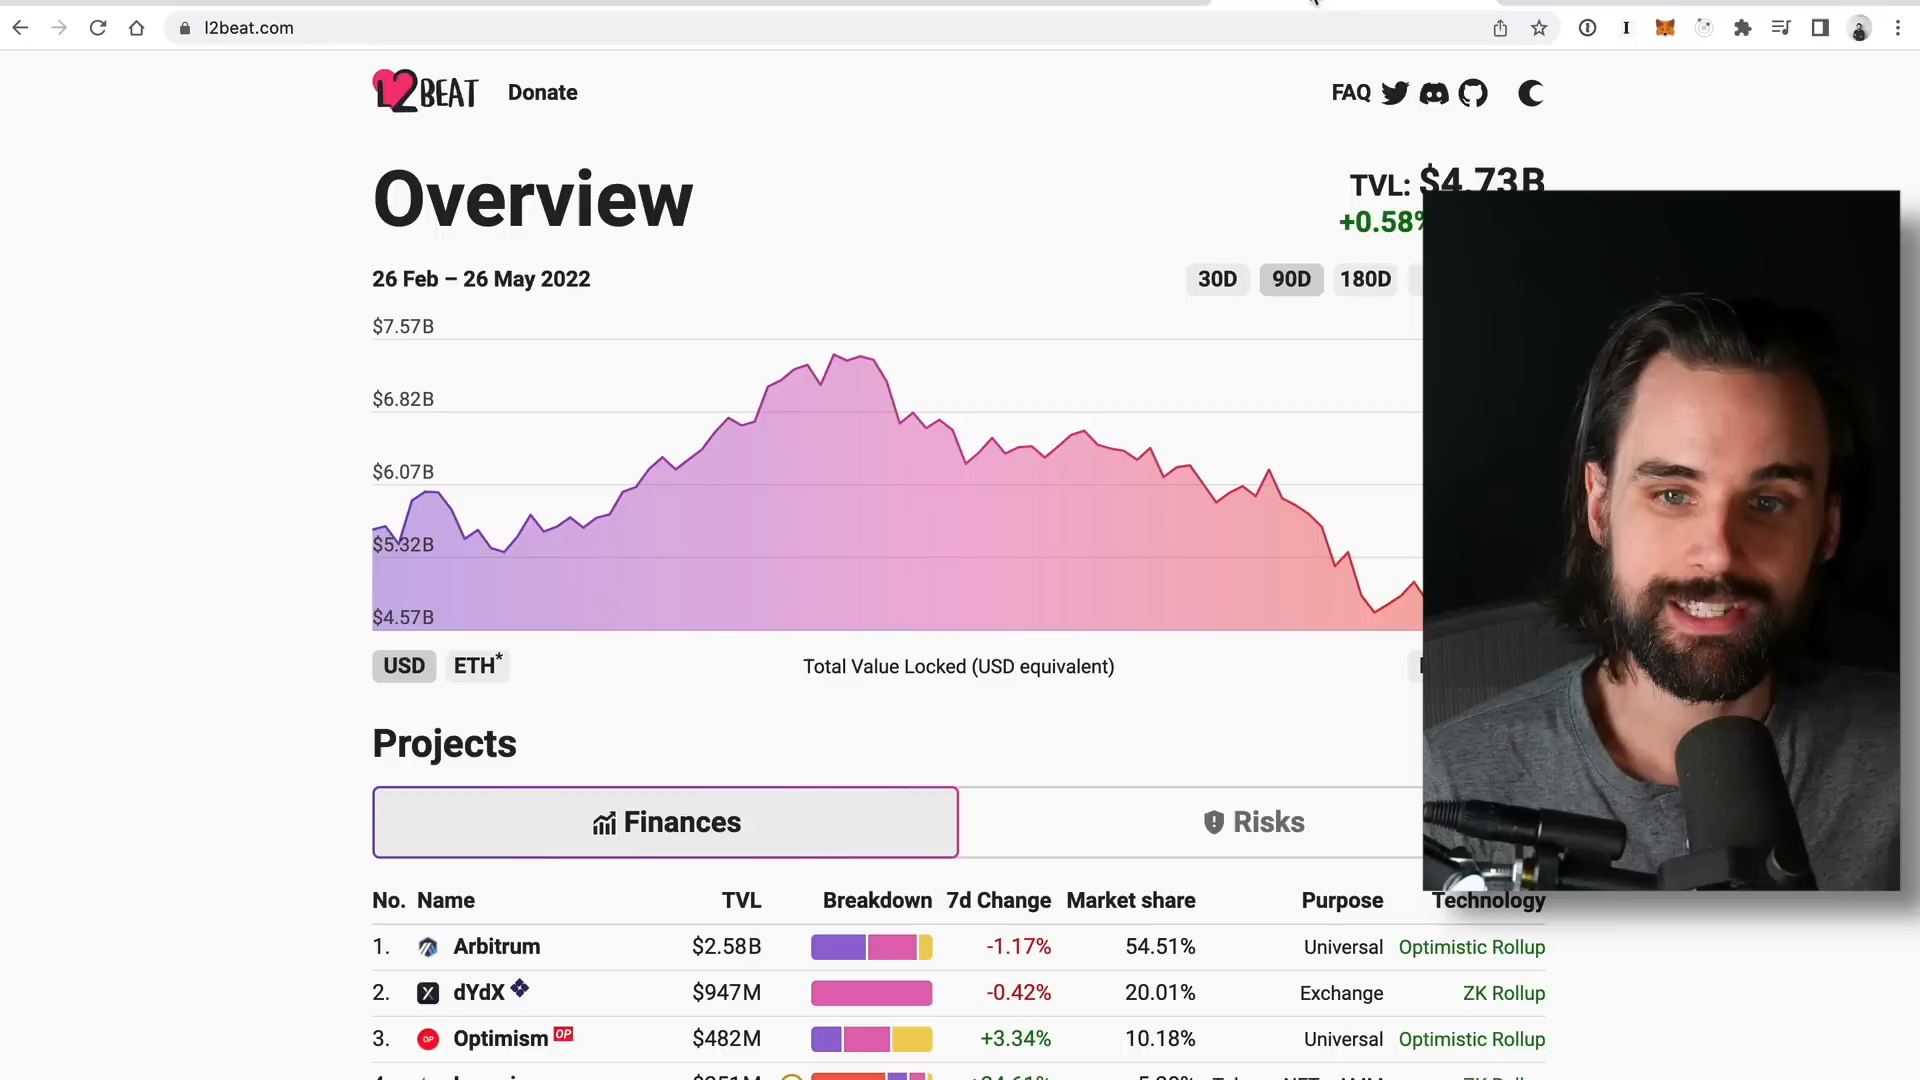 l2beat.com
L2BEAT Donate FAQ
Overview
TVL: $4.73B
+0.58%
26 Feb – 26 May 2022 30D 90D 180D
$7.57B
$6.82B
$6.07B
$5.32B
$4.57B
USD ETH* Total Value Locked (USD equivalent)
Projects
Finances Risks
No. Name TVL Breakdown 7d Change Market share Purpose Technology
1. Arbitrum $2.58B -1.17% 54.51% Universal Optimistic Rollup
2. dYdX $947M -0.42% 20.01% Exchange ZK Rollup
3. OP Optimism OP $482M +3.34% 10.18% Universal Optimistic Rollup